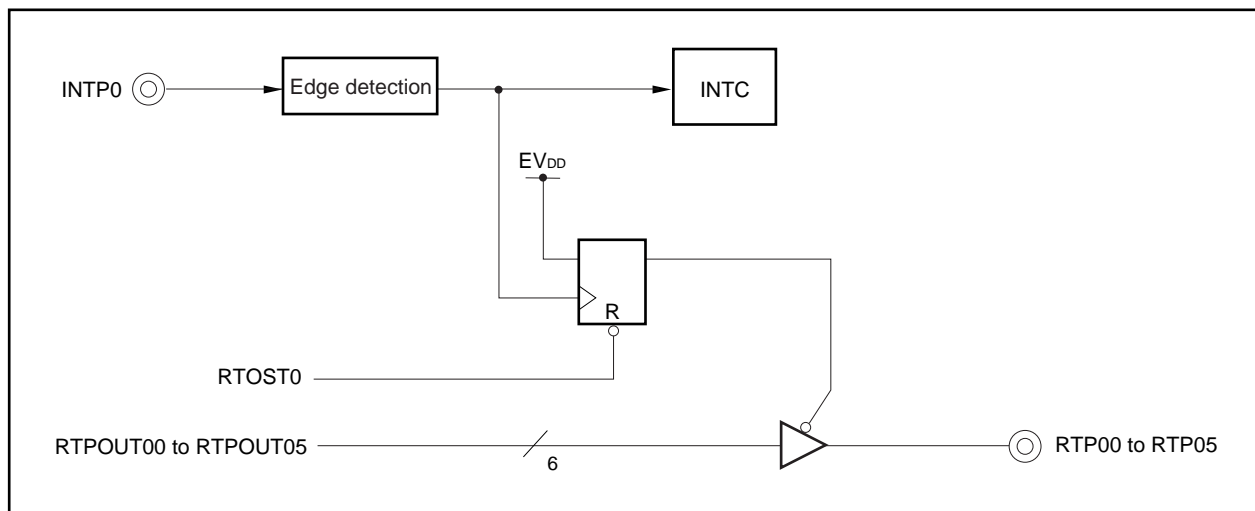 INTP0
Edge detection
INTC
EVDD
R
RTOST0
RTPOUT00 to RTPOUT05
6
RTP00 to RTP05